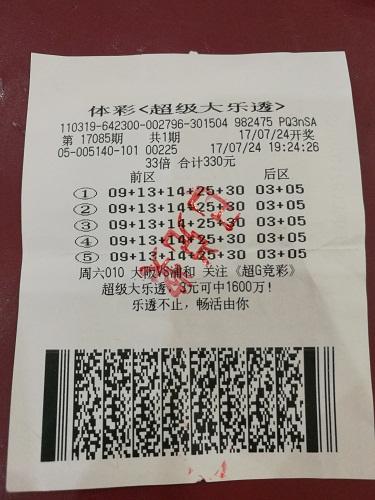 体彩<超级大乐透>
110319-642300-002796-301504 982475 PQ3nSA
第 17085期 共1期 17/07/24开奖
05-005140-101 00225 17/07/24 19:24:26
33倍 合计330元
前区 后区
① 09+13+14+25+30 03+05
② 09+13+14+25+30 03+05
③ 09+13+14+25+30 03+05
④ 09+13+14+25+30 03+05
⑤ 09+13+14+25+30 03+05
周六010 大阪VS浦和 关注《超G竞彩》
超级大乐透，3元可中1600万！
乐透不止，畅活由你